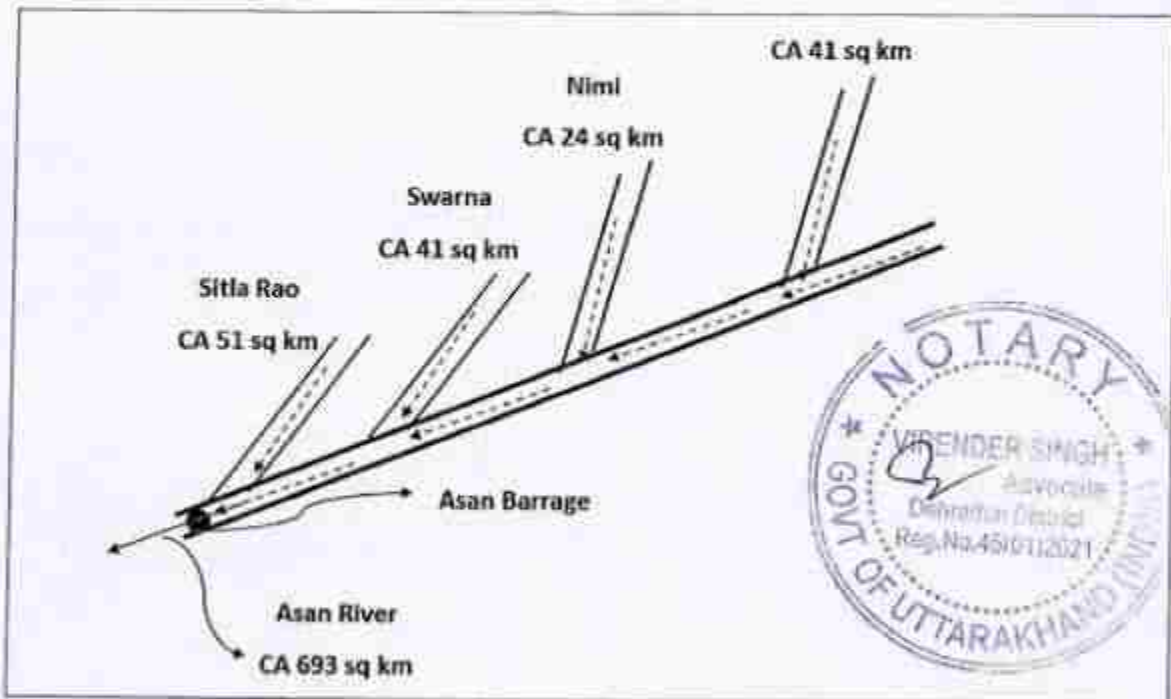 CA 41 sq km
Nimi
CA 24 sq km
Swarna
CA 41 sq km
Sitla Rao
CA 51 sq km
Asan Barrage
Asan River
CA 693 sq km
NOTARY
VIRENDER SINGH
Advocate
Dehradun District
Reg.No.45(01)2021
GOVT OF UTTARAKHAND (INDIA)